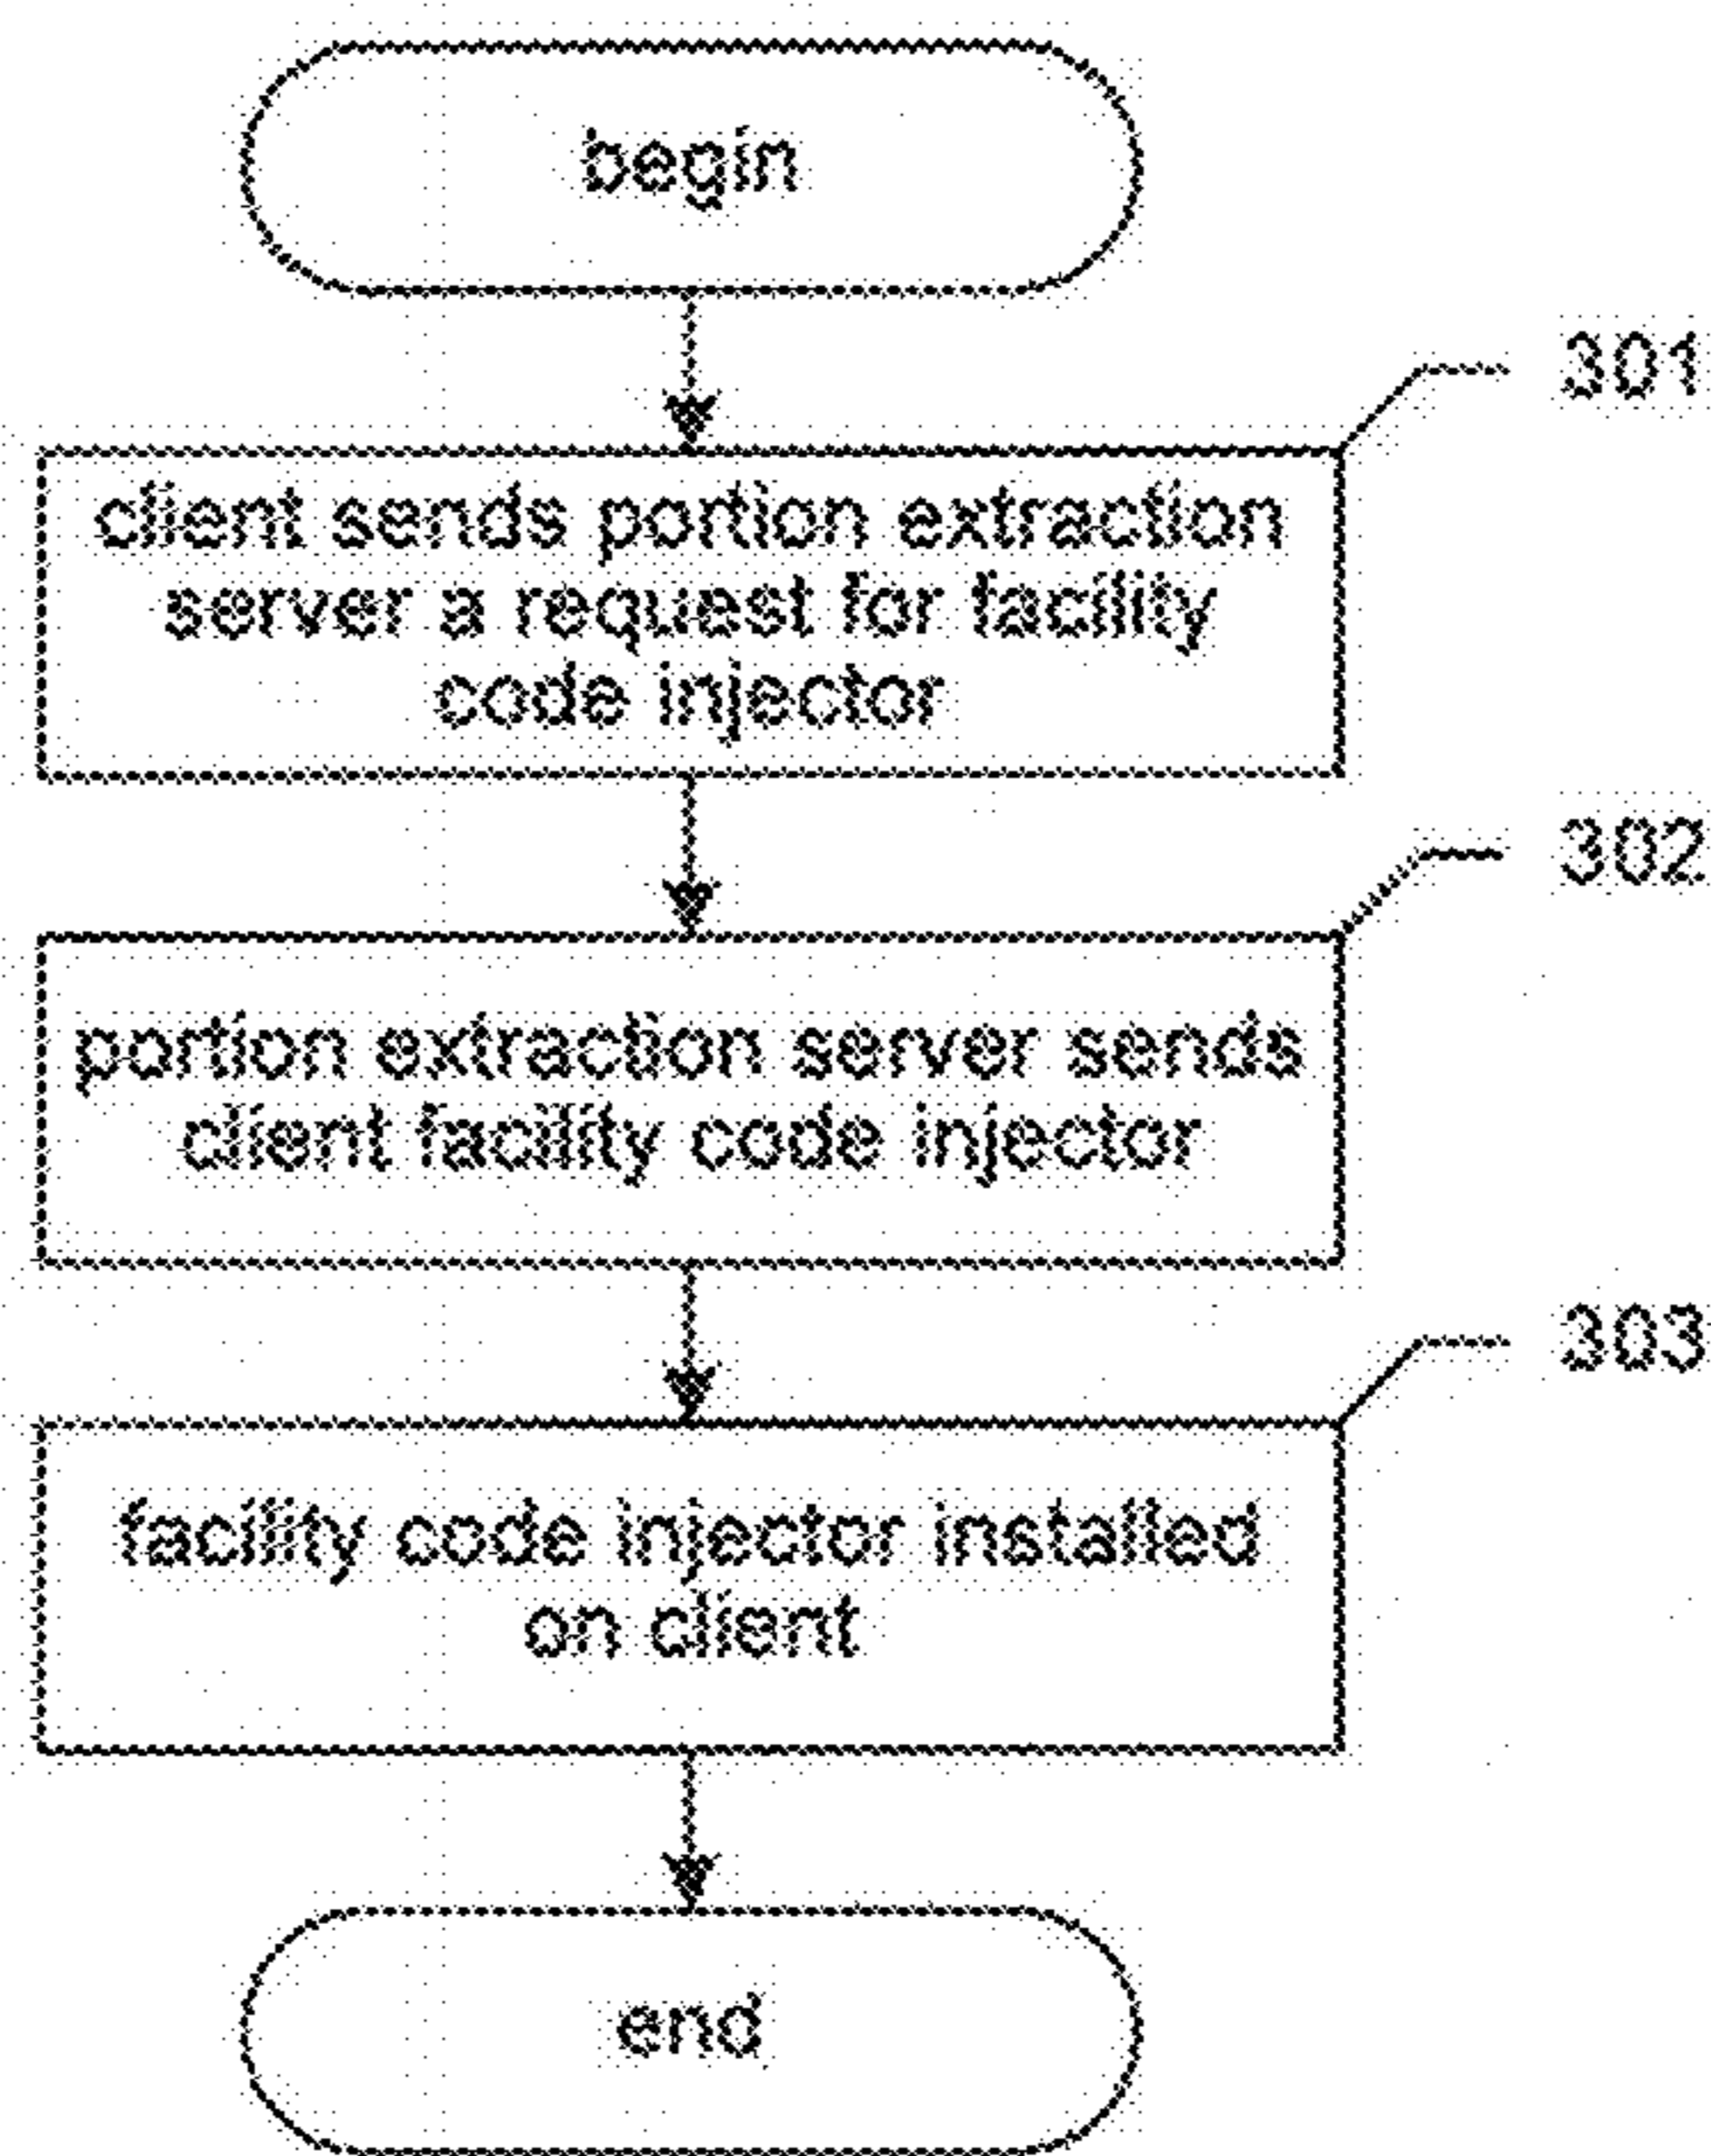 begin
301
client sends portion extraction
server a request for facility
code injector
302
portion extraction server sends
client facility code injector
303
facility code injector installed
on client
end